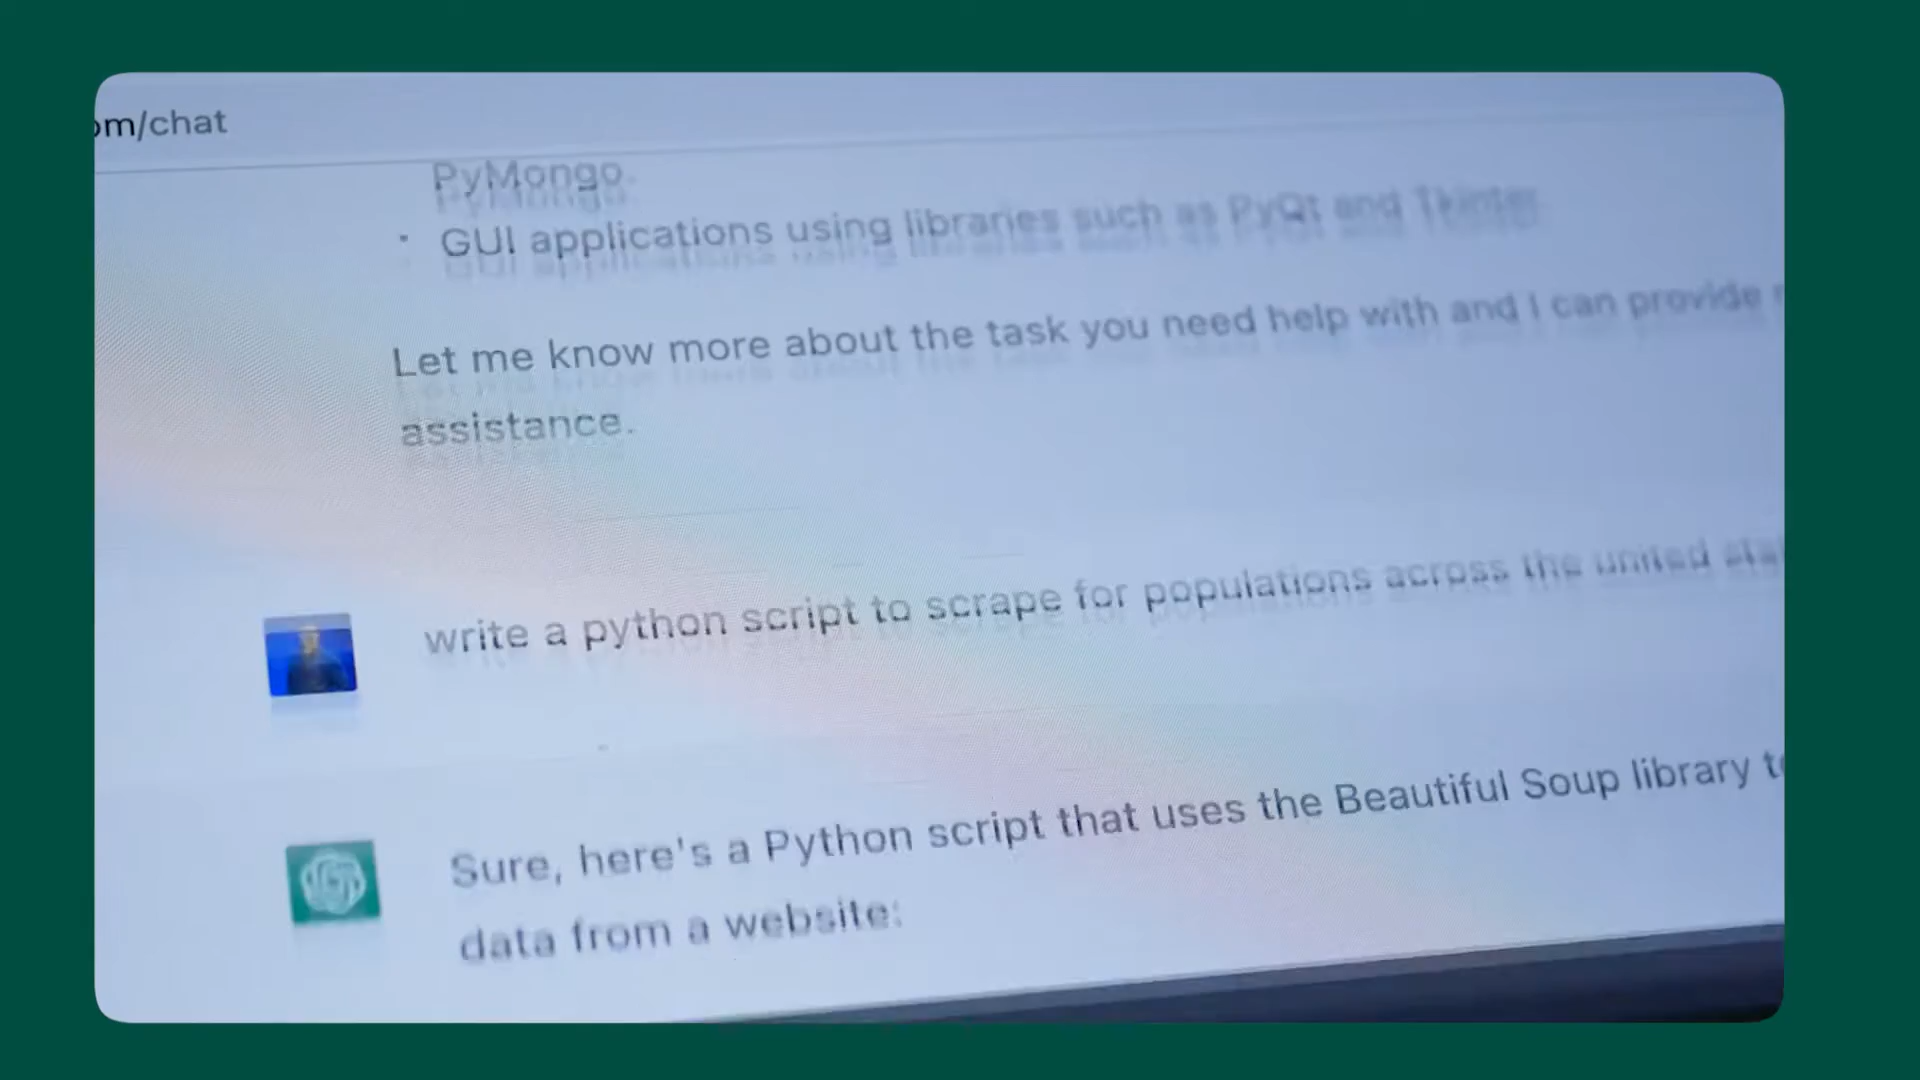 om/chat
PyMongo.
· GUI applications using libraries such as PyQt and Tkinter
Let me know more about the task you need help with and I can provide
assistance.
write a python script to scrape for populations across the united
Sure, here's a Python script that uses the Beautiful Soup library
data from a website: